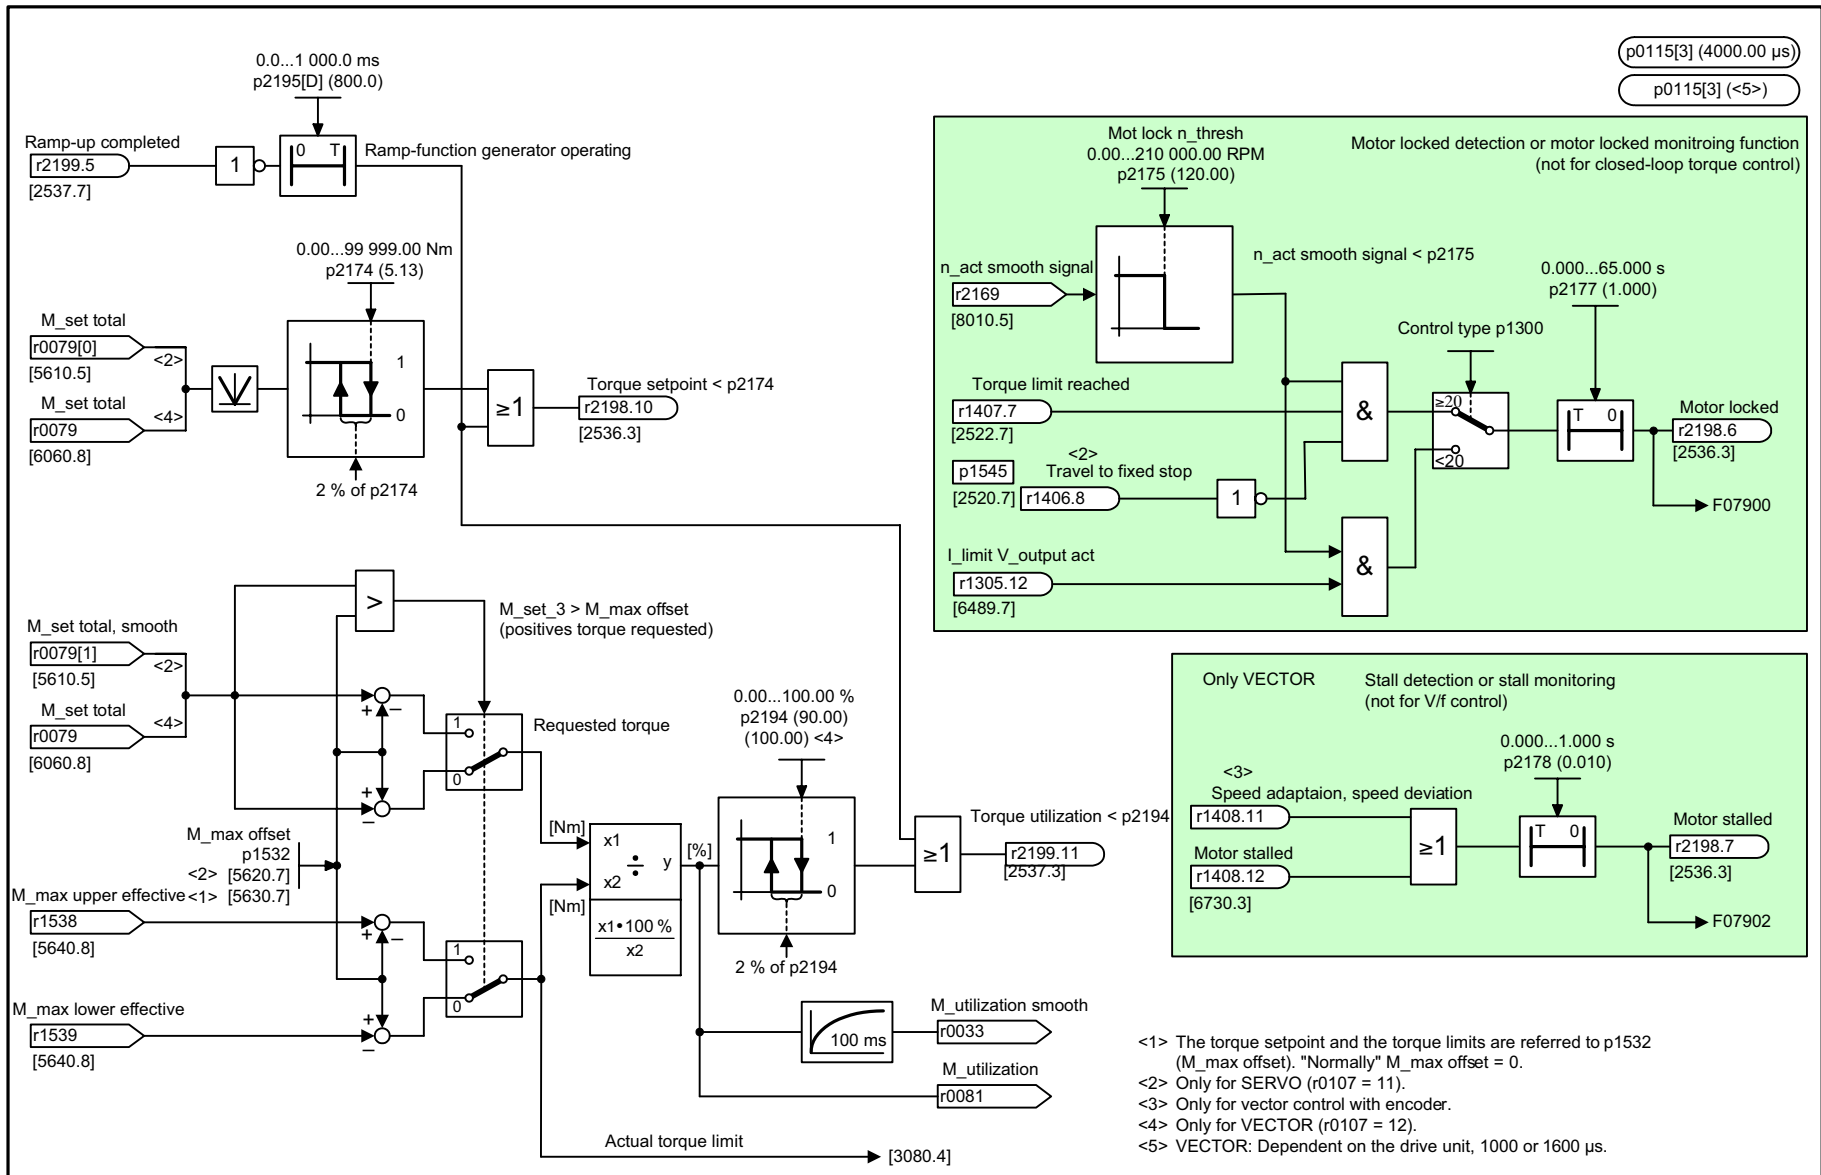 p0115[3] (4000.00 µs)
p0115[3] (<5>)
0.0...1 000.0 ms
p2195[D] (800.0)
Ramp-up completed
r2199.5
[2537.7]
1
0 T
Ramp-function generator operating
0.00...99 999.00 Nm
p2174 (5.13)
M_set total
r0079[0]
<2>
[5610.5]
M_set total
<4>
r0079
[6060.8]
1
0
2 % of p2174
≥1
Torque setpoint < p2174
r2198.10
[2536.3]
Mot lock n_thresh
0.00...210 000.00 RPM
p2175 (120.00)
Motor locked detection or motor locked monitroing function
(not for closed-loop torque control)
n_act smooth signal
r2169
[8010.5]
n_act smooth signal < p2175
0.000...65.000 s
p2177 (1.000)
Control type p1300
Torque limit reached
r1407.7
[2522.7]
&
≥20
<20
T 0
Motor locked
r2198.6
[2536.3]
<2>
p1545
Travel to fixed stop
[2520.7]
r1406.8
1
F07900
I_limit V_output act
r1305.12
[6489.7]
&
>
M_set_3 > M_max offset
(positives torque requested)
M_set total, smooth
r0079[1]
<2>
[5610.5]
M_set total
<4>
r0079
[6060.8]
+
–
+
–
1
0
Requested torque
0.00...100.00 %
p2194 (90.00)
(100.00) <4>
M_max offset
p1532
<2> [5620.7]
<1> [5630.7]
[Nm]
x1
÷
y
x2
[Nm]
x1•100 %
x2
[%]
1
0
2 % of p2194
≥1
Torque utilization < p2194
r2199.11
[2537.3]
M_max upper effective
r1538
[5640.8]
+
–
+
–
1
0
M_max lower effective
r1539
[5640.8]
100 ms
M_utilization smooth
r0033
M_utilization
r0081
Actual torque limit
[3080.4]
Only VECTOR
Stall detection or stall monitoring
(not for V/f control)
0.000...1.000 s
p2178 (0.010)
<3>
Speed adaptaion, speed deviation
r1408.11
Motor stalled
r1408.12
[6730.3]
≥1
T 0
Motor stalled
r2198.7
[2536.3]
F07902
<1> The torque setpoint and the torque limits are referred to p1532
(M_max offset). "Normally" M_max offset = 0.
<2> Only for SERVO (r0107 = 11).
<3> Only for vector control with encoder.
<4> Only for VECTOR (r0107 = 12).
<5> VECTOR: Dependent on the drive unit, 1000 or 1600 µs.